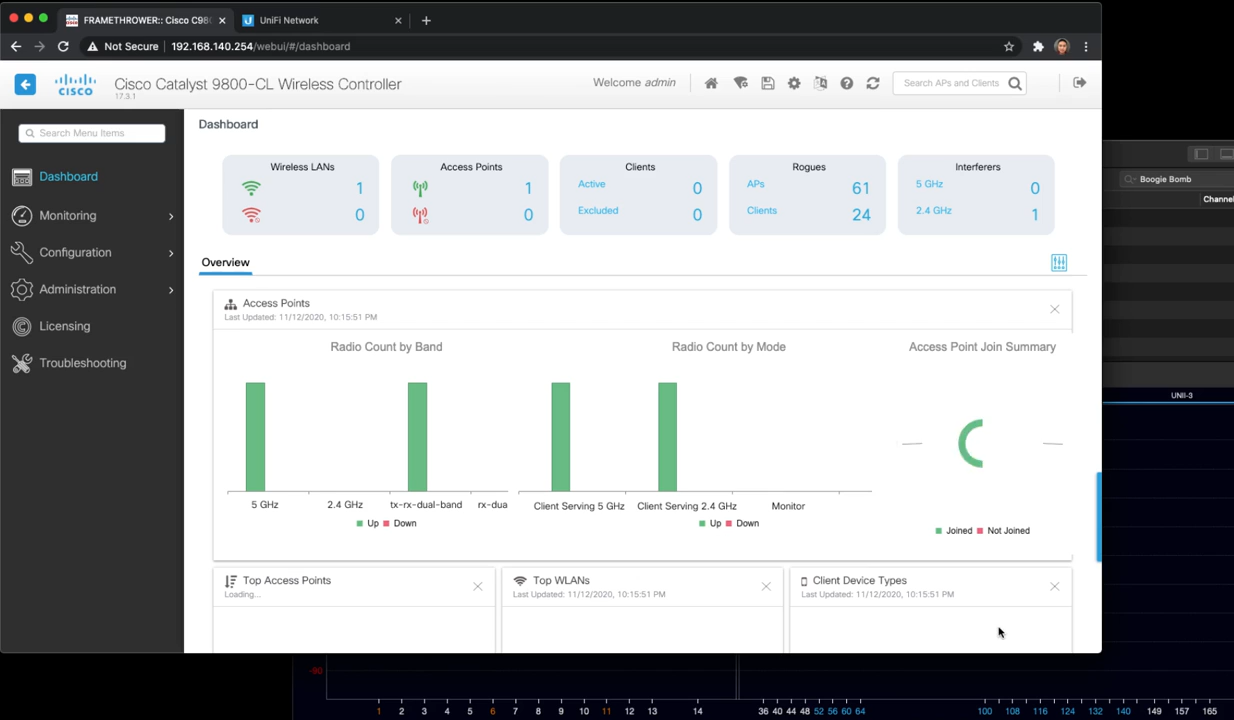 FRAMETHROWER:: Cisco C98
UniFi Network
Not Secure
192.168.140.254/webui/#/dashboard
CISCO
Cisco Catalyst 9800-CL Wireless Controller
17.3.1
Welcome admin
Search APs and Clients
Search Menu Items
Dashboard
Monitoring
Configuration
Administration
Licensing
Troubleshooting
Dashboard
Wireless LANs
1
0
Access Points
1
0
Clients
Active 0
Excluded 0
Rogues
APs 61
Clients 24
Interferers
5 GHz 0
2.4 GHz 1
Overview
Access Points
Last Updated: 11/12/2020, 10:15:51 PM
Radio Count by Band
5 GHz 2.4 GHz tx-rx-dual-band rx-dua
Up Down
Radio Count by Mode
Client Serving 5 GHz Client Serving 2.4 GHz Monitor
Up Down
Access Point Join Summary
Joined Not Joined
Top Access Points
Loading...
Top WLANs
Last Updated: 11/12/2020, 10:15:51 PM
Client Device Types
Last Updated: 11/12/2020, 10:15:51 PM
Boogie Bomb
Channel
UNII-3
-90
1 2 3 4 5 6 7 8 9 10 11 12 13 14 36 40 44 48 52 56 60 64 100 108 116 124 132 140 149 157 165